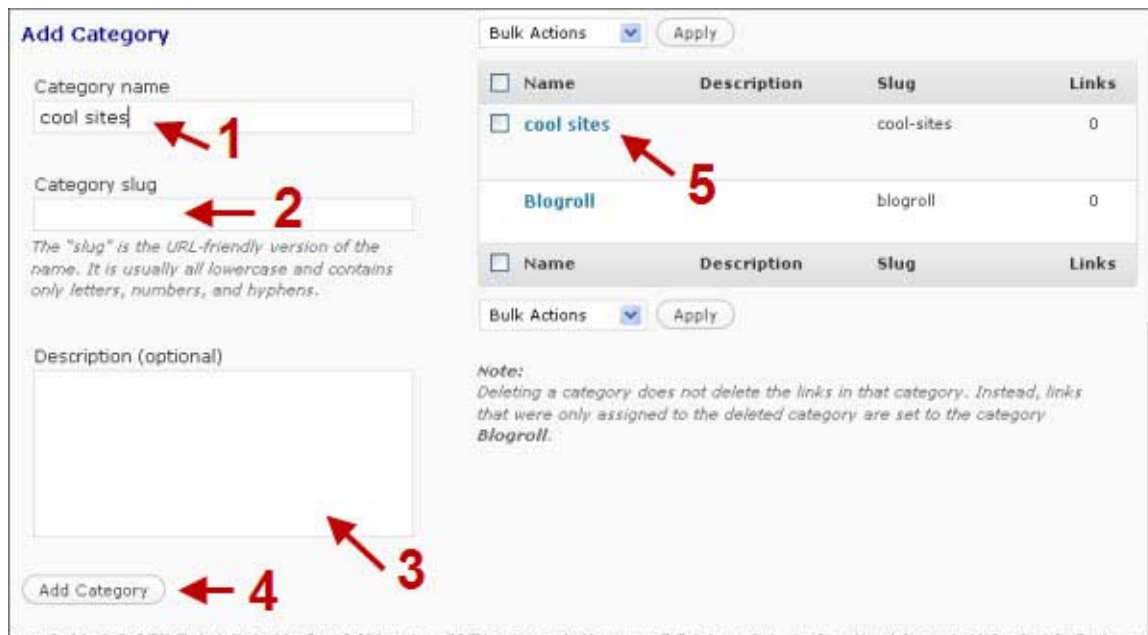 Add Category
Category name
cool sites
1
Category slug
2
The "slug" is the URL-friendly version of the
name. It is usually all lowercase and contains
only letters, numbers, and hyphens.
Description (optional)
3
Add Category
4
Bulk Actions Apply
Name Description Slug Links
cool sites cool-sites 0
5
Blogroll blogroll 0
Name Description Slug Links
Bulk Actions Apply
Note:
Deleting a category does not delete the links in that category. Instead, links
that were only assigned to the deleted category are set to the category
Blogroll.